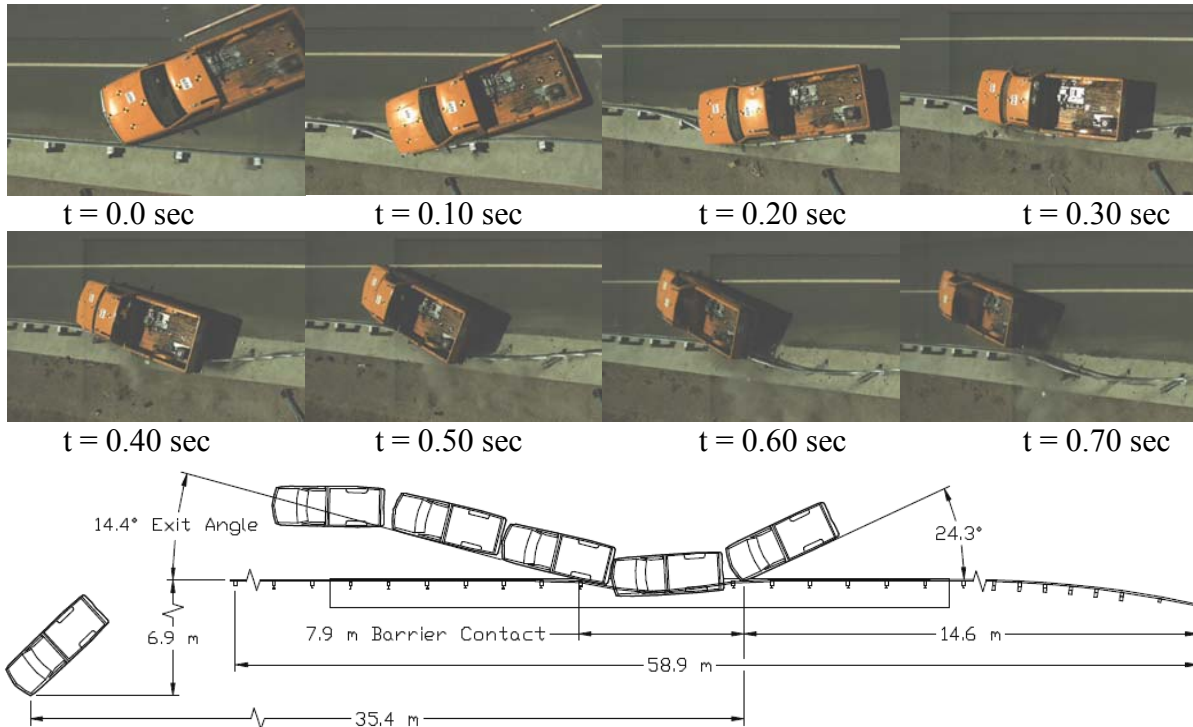 t = 0.0 sec
t = 0.10 sec
t = 0.20 sec
t = 0.30 sec
t = 0.40 sec
t = 0.50 sec
t = 0.60 sec
t = 0.70 sec
14.4° Exit Angle
24.3°
6.9 m
7.9 m Barrier Contact
14.6 m
58.9 m
35.4 m